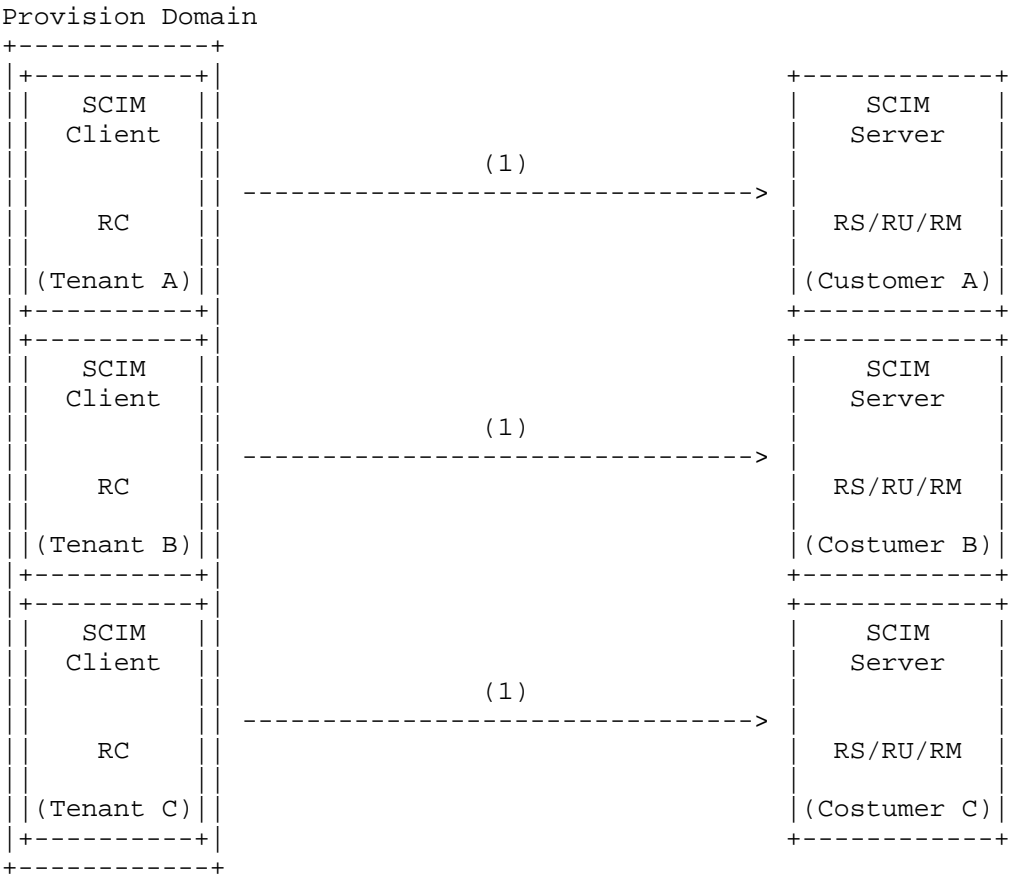 Provision Domain
SCIM SCIM
Client Server
(1)
RC RS/RU/RM
(Tenant A) (Customer A)
SCIM SCIM
Client Server
(1)
RC RS/RU/RM
(Tenant B) (Costumer B)
SCIM SCIM
Client Server
(1)
RC RS/RU/RM
(Tenant C) (Costumer C)